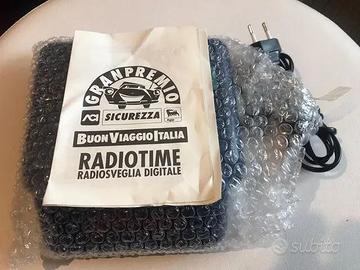 GRANPREMIO
SICUREZZA
BUONVIAGGIOITALIA
RADIOTIME
RADIOSVEGLIA DIGITALE
subito